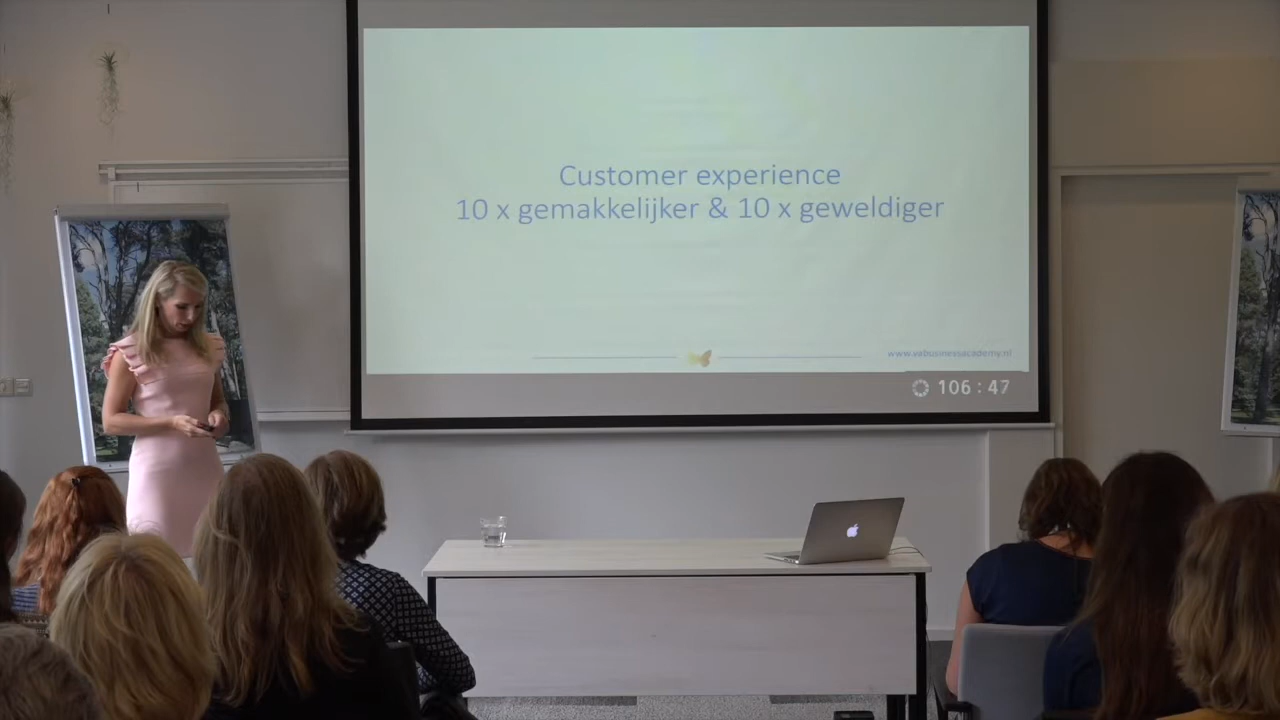 Customer experience
10 x gemakkelijker & 10 x geweldiger
www.vabusinessacademy.nl
106:47